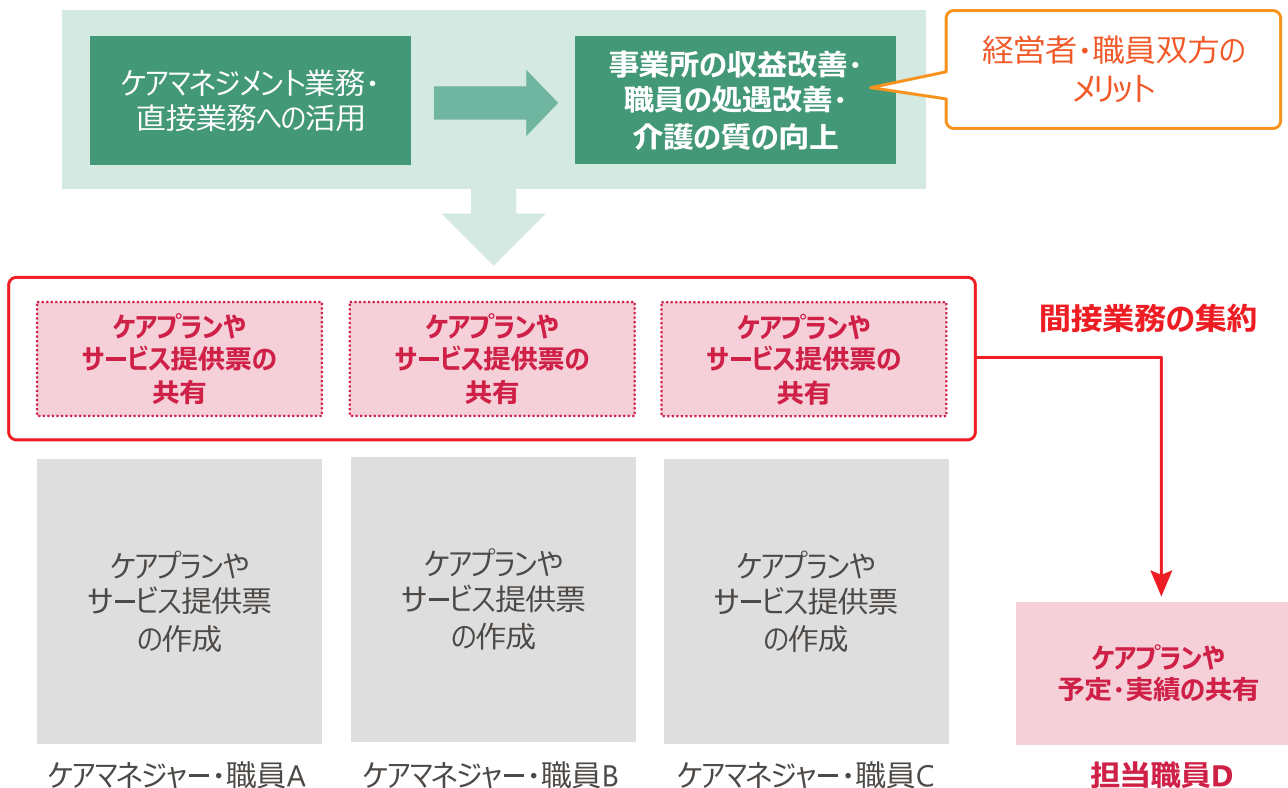 ケアマネジメント業務・
直接業務への活用
事業所の収益改善・
職員の処遇改善・
介護の質の向上
経営者・職員双方の
メリット
ケアプランや
サービス提供票の
共有
ケアプランや
サービス提供票の
共有
ケアプランや
サービス提供票の
共有
間接業務の集約
ケアプランや
サービス提供票
の作成
ケアプランや
サービス提供票
の作成
ケアプランや
サービス提供票
の作成
ケアプランや
予定・実績の共有
ケアマネジャー・職員A
ケアマネジャー・職員B
ケアマネジャー・職員C
担当職員D